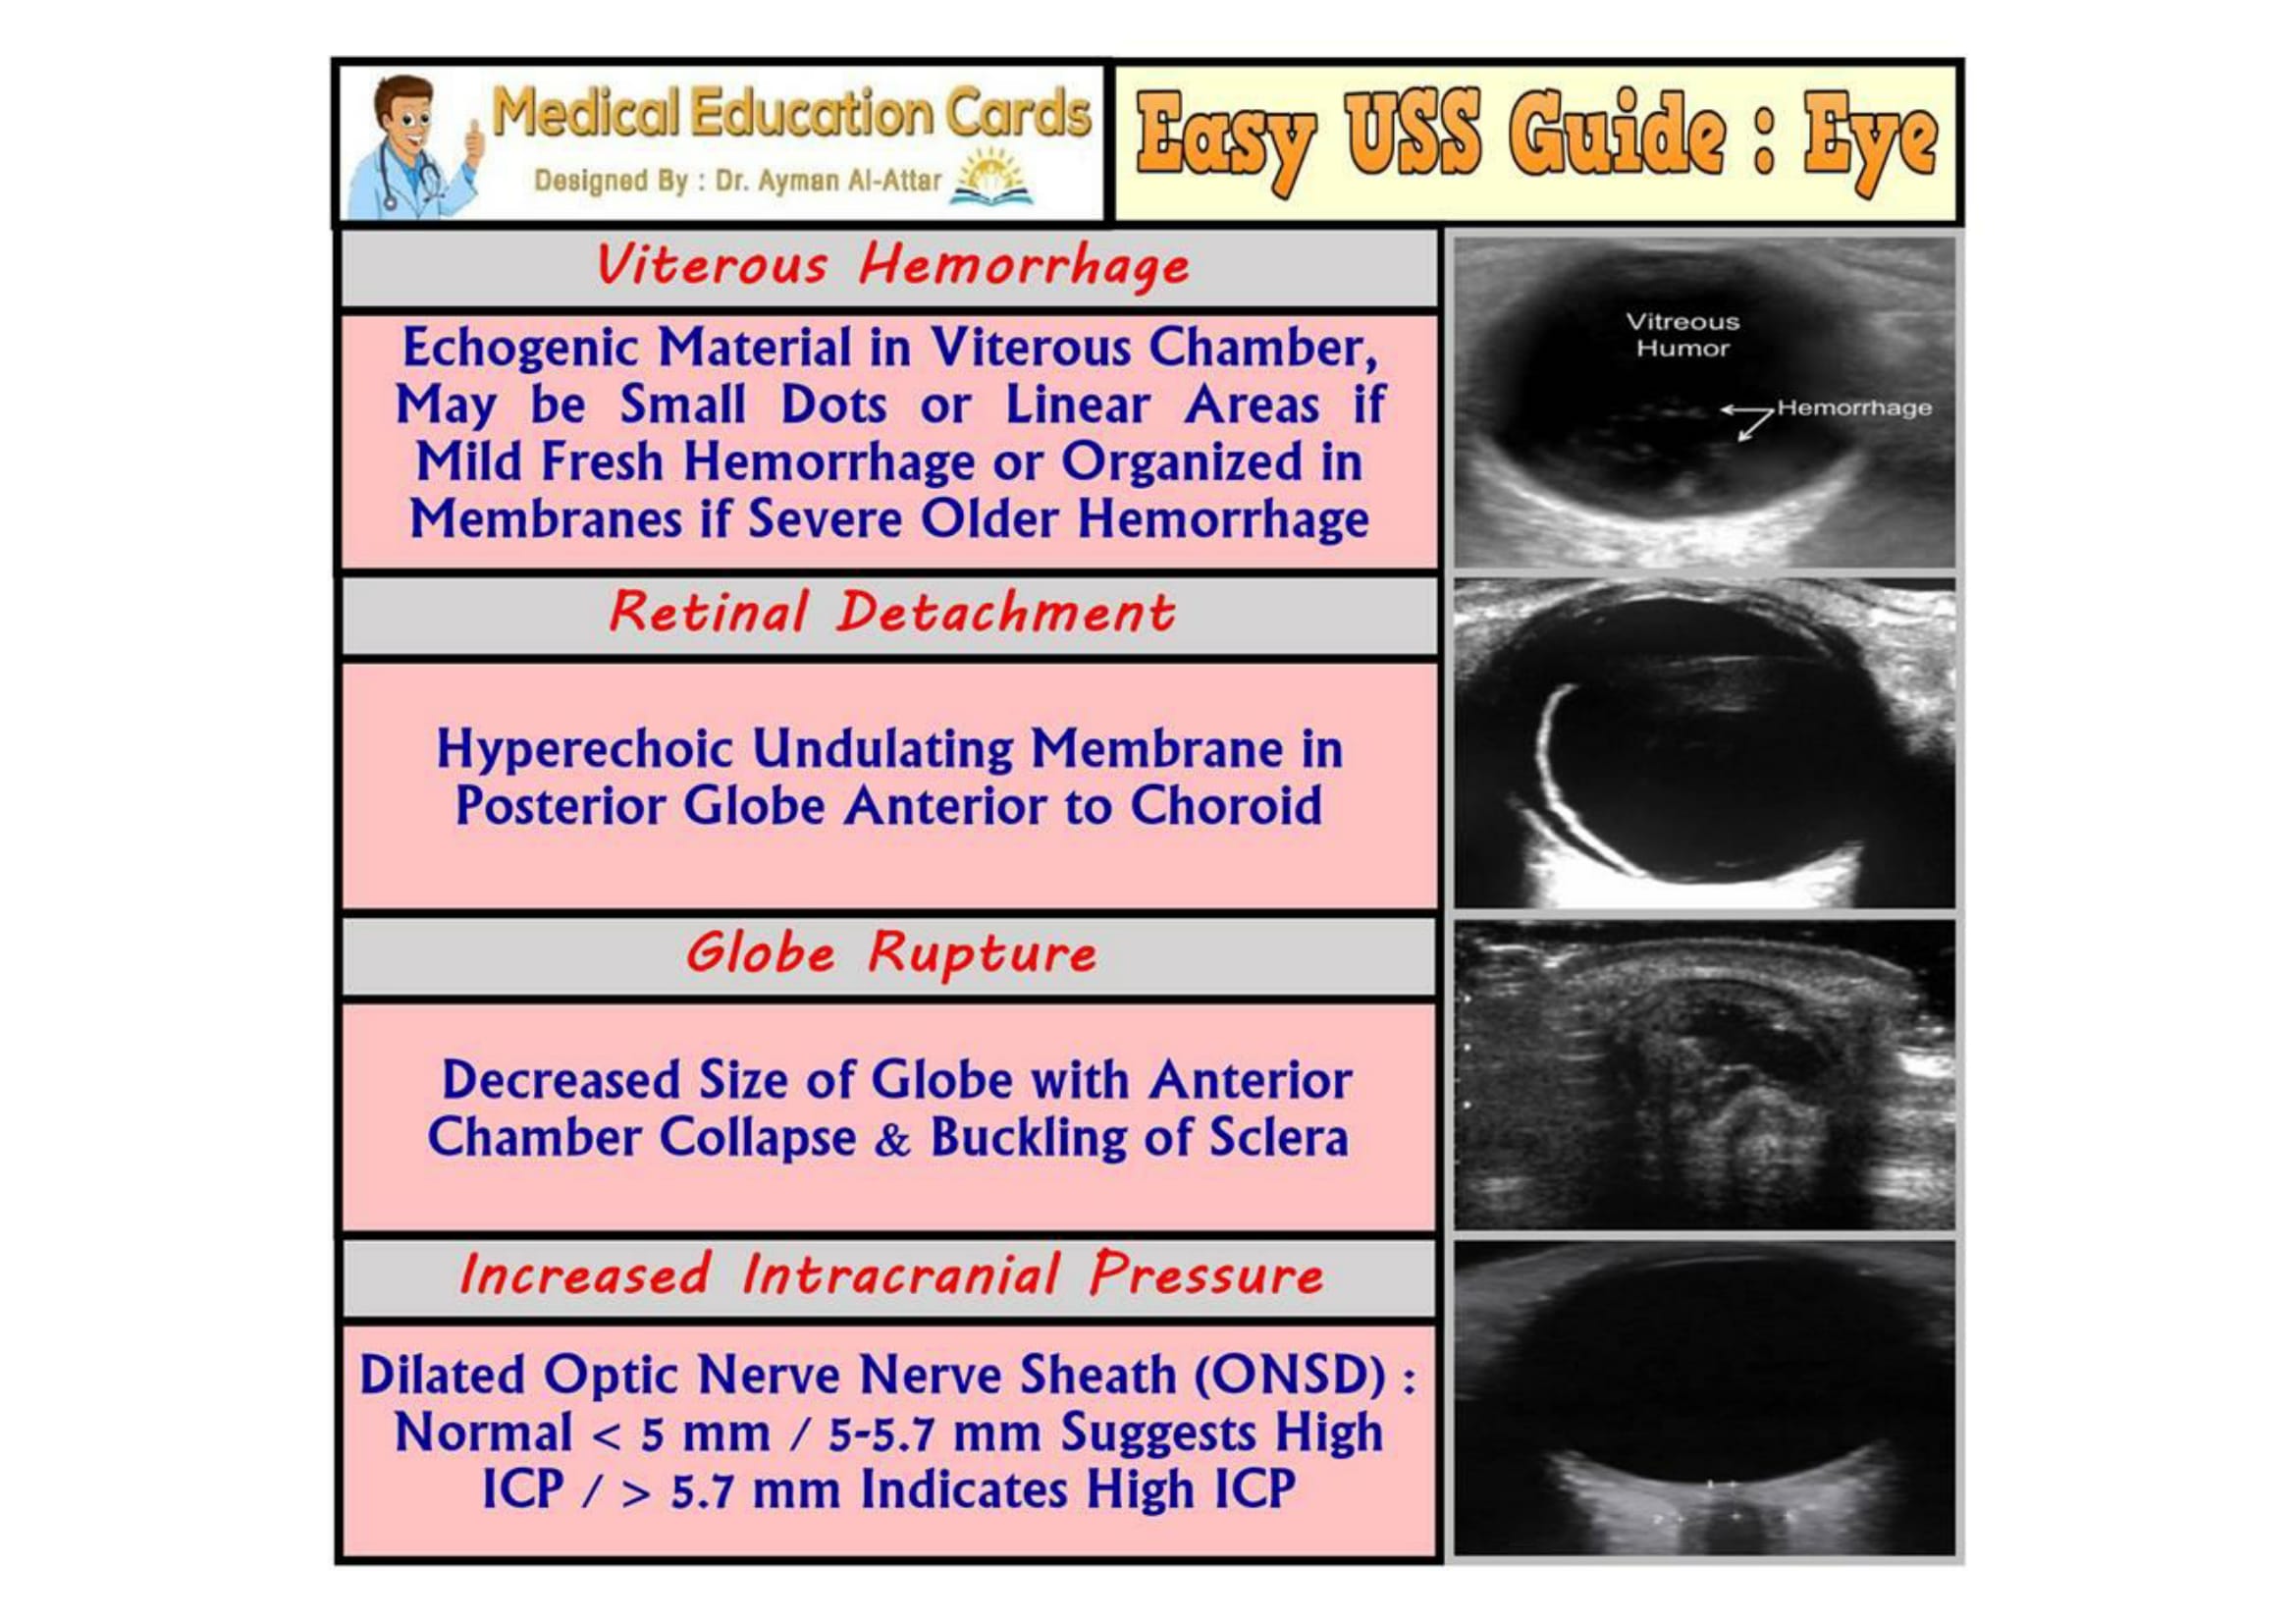 Medical Education Cards
Designed By : Dr. Ayman Al-Attar
Easy USS Guide : Eye
Viterous Hemorrhage
Echogenic Material in Viterous Chamber,
May be Small Dots or Linear Areas if
Mild Fresh Hemorrhage or Organized in
Membranes if Severe Older Hemorrhage
Vitreous
Humor
Hemorrhage
Retinal Detachment
Hyperechoic Undulating Membrane in
Posterior Globe Anterior to Choroid
Globe Rupture
Decreased Size of Globe with Anterior
Chamber Collapse & Buckling of Sclera
Increased Intracranial Pressure
Dilated Optic Nerve Nerve Sheath (ONSD) :
Normal < 5 mm / 5-5.7 mm Suggests High
ICP / > 5.7 mm Indicates High ICP